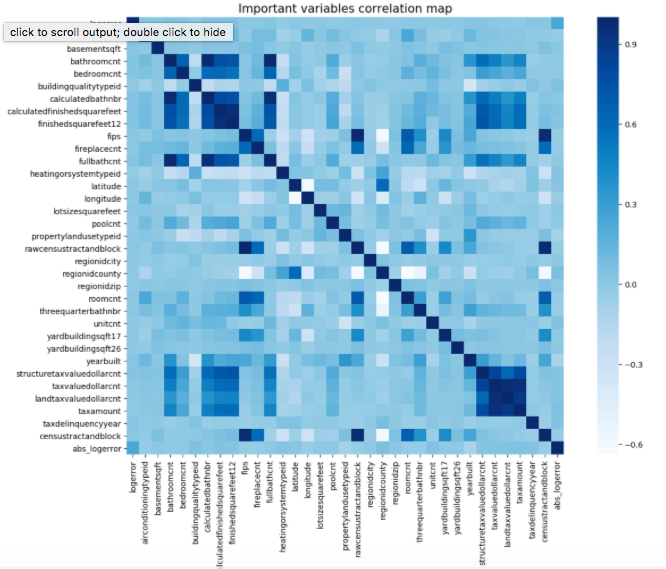 Important variables correlation map
click to scroll output; double click to hide
basementsqft
bathroomcnt
bedroomcnt
buildingqualitytypeid
calculatedbathnbr
calculatedfinishedsquarefeet
finishedsquarefeet12
fips
fireplacecnt
fullbathcnt
heatingorsystemtypeid
latitude
longitude
lotsizesquarefeet
poolcnt
propertylandusetypeid
rawcensustractandblock
regionidcity
regionidcounty
regionidzip
roomcnt
threequarterbathnbr
unitcnt
yardbuildingsqft17
yardbuildingsqft26
yearbuilt
structuretaxvaluedollarcnt
taxvaluedollarcnt
landtaxvaluedollarcnt
taxamount
taxdelinquencyyear
censustractandblock
abs_logerror
logerror
airconditioningtypeid
basementsqft
bathroomcnt
bedroomcnt
buildingqualitytypeid
calculatedbathnbr
alculatedfinishedsquarefeet
finishedsquarefeet12
fips
fireplacecnt
fullbathcnt
heatingorsystemtypeid
latitude
longitude
lotsizesquarefeet
poolcnt
propertylandusetypeid
rawcensustractandblock
regionidcity
regionidcounty
regionidzip
roomcnt
threequarterbathnbr
unitcnt
yardbuildingsqft17
yardbuildingsqft26
yearbuilt
structuretaxvaluedollarcnt
taxvaluedollarcnt
landtaxvaluedollarcnt
taxamount
taxdelinquencyyear
censustractandblock
abs_logerror
0.9
0.6
0.3
0.0
−0.3
−0.6